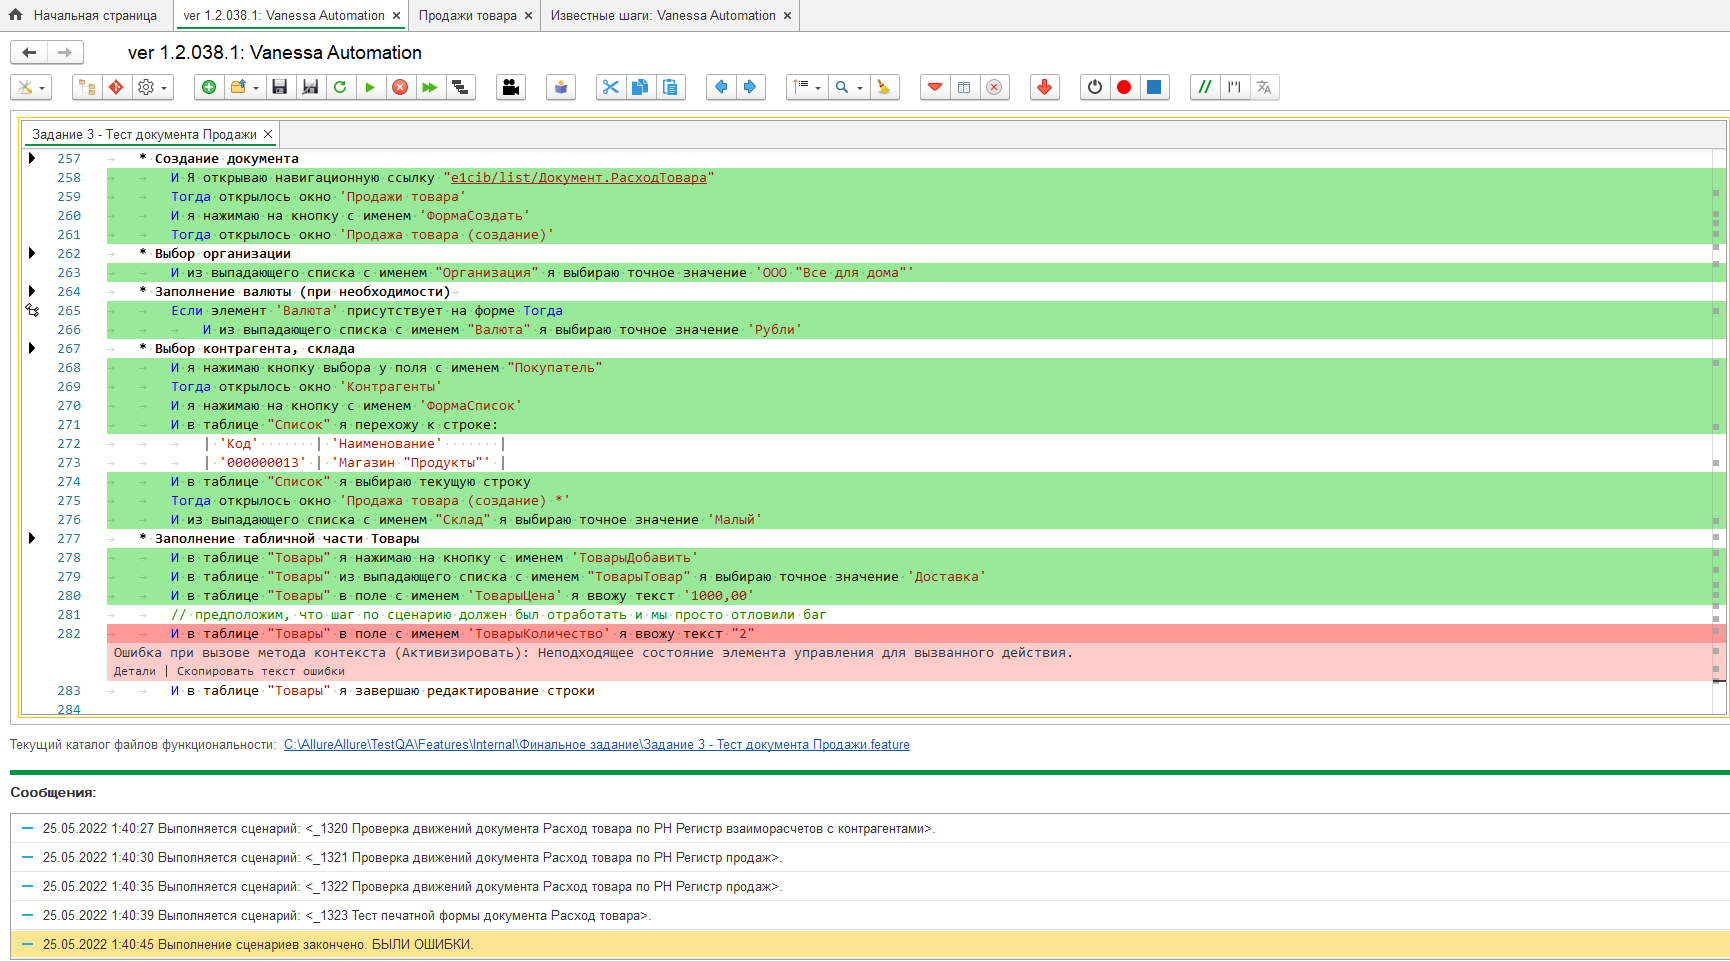 Начальная страница
ver 1.2.038.1: Vanessa Automation ×
Продажи товара ×
Известные шаги: Vanessa Automation ×
ver 1.2.038.1: Vanessa Automation
Задание 3 - Тест документа Продажи ×
257 * Создание документа
258 И Я открываю навигационную ссылку "e1cib/list/Документ.РасходТовара"
259 Тогда открылось окно 'Продажи товара'
260 И я нажимаю на кнопку с именем 'ФормаСоздать'
261 Тогда открылось окно 'Продажа товара (создание)'
262 * Выбор организации
263 И из выпадающего списка с именем "Организация" я выбираю точное значение 'ООО "Все для дома"'
264 * Заполнение валюты (при необходимости)
265 Если элемент 'Валюта' присутствует на форме Тогда
266 И из выпадающего списка с именем "Валюта" я выбираю точное значение 'Рубли'
267 * Выбор контрагента, склада
268 И я нажимаю кнопку выбора у поля с именем "Покупатель"
269 Тогда открылось окно 'Контрагенты'
270 И я нажимаю на кнопку с именем 'ФормаСписок'
271 И в таблице "Список" я перехожу к строке:
272 | 'Код' | 'Наименование' |
273 | '000000013' | 'Магазин "Продукты"' |
274 И в таблице "Список" я выбираю текущую строку
275 Тогда открылось окно 'Продажа товара (создание) *'
276 И из выпадающего списка с именем "Склад" я выбираю точное значение 'Малый'
277 * Заполнение табличной части Товары
278 И в таблице "Товары" я нажимаю на кнопку с именем 'ТоварыДобавить'
279 И в таблице "Товары" из выпадающего списка с именем "ТоварыТовар" я выбираю точное значение 'Доставка'
280 И в таблице "Товары" в поле с именем 'ТоварыЦена' я ввожу текст '1000,00'
281 // предположим, что шаг по сценарию должен был отработать и мы просто отловили баг
282 И в таблице "Товары" в поле с именем 'ТоварыКоличество' я ввожу текст "2"
Ошибка при вызове метода контекста (Активизировать): Неподходящее состояние элемента управления для вызванного действия.
Детали | Скопировать текст ошибки
283 И в таблице "Товары" я завершаю редактирование строки
284
Текущий каталог файлов функциональности: C:\AllureAllure\TestQA\Features\Internal\Финальное задание\Задание 3 - Тест документа Продажи.feature
Сообщения:
25.05.2022 1:40:27 Выполняется сценарий: <_1320 Проверка движений документа Расход товара по РН Регистр взаиморасчетов с контрагентами>.
25.05.2022 1:40:30 Выполняется сценарий: <_1321 Проверка движений документа Расход товара по РН Регистр продаж>.
25.05.2022 1:40:35 Выполняется сценарий: <_1322 Проверка движений документа Расход товара по РН Регистр продаж>.
25.05.2022 1:40:39 Выполняется сценарий: <_1323 Тест печатной формы документа Расход товара>.
25.05.2022 1:40:45 Выполнение сценариев закончено. БЫЛИ ОШИБКИ.